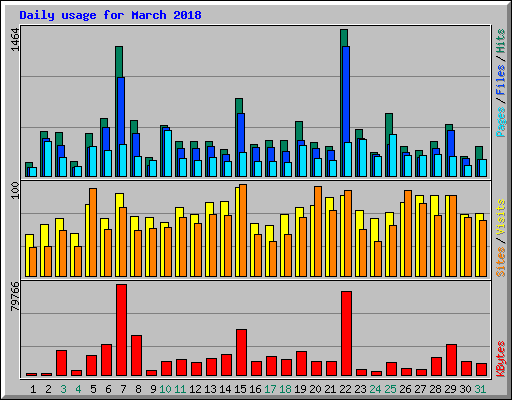 Daily usage for March 2018
1464
Pages / Files / Hits
100
Sites / Visits
79766
KBytes
1 2 3 4 5 6 7 8 9 10 11 12 13 14 15 16 17 18 19 20 21 22 23 24 25 26 27 28 29 30 31